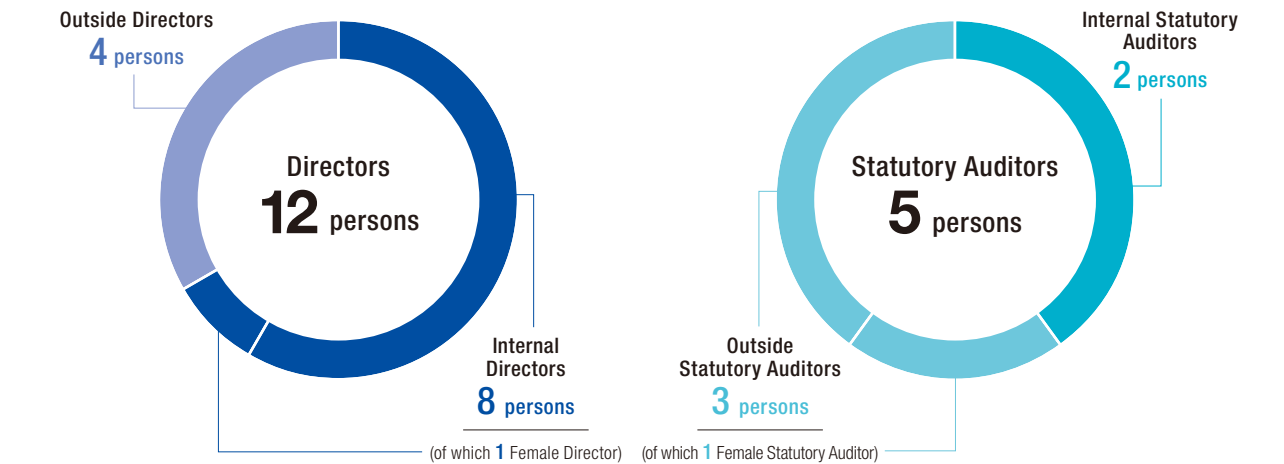 Outside Directors
4 persons
Directors
12 persons
Internal
Directors
8 persons
(of which 1 Female Director)
Internal Statutory
Auditors
2 persons
Statutory Auditors
5 persons
Outside
Statutory Auditors
3 persons
(of which 1 Female Statutory Auditor)